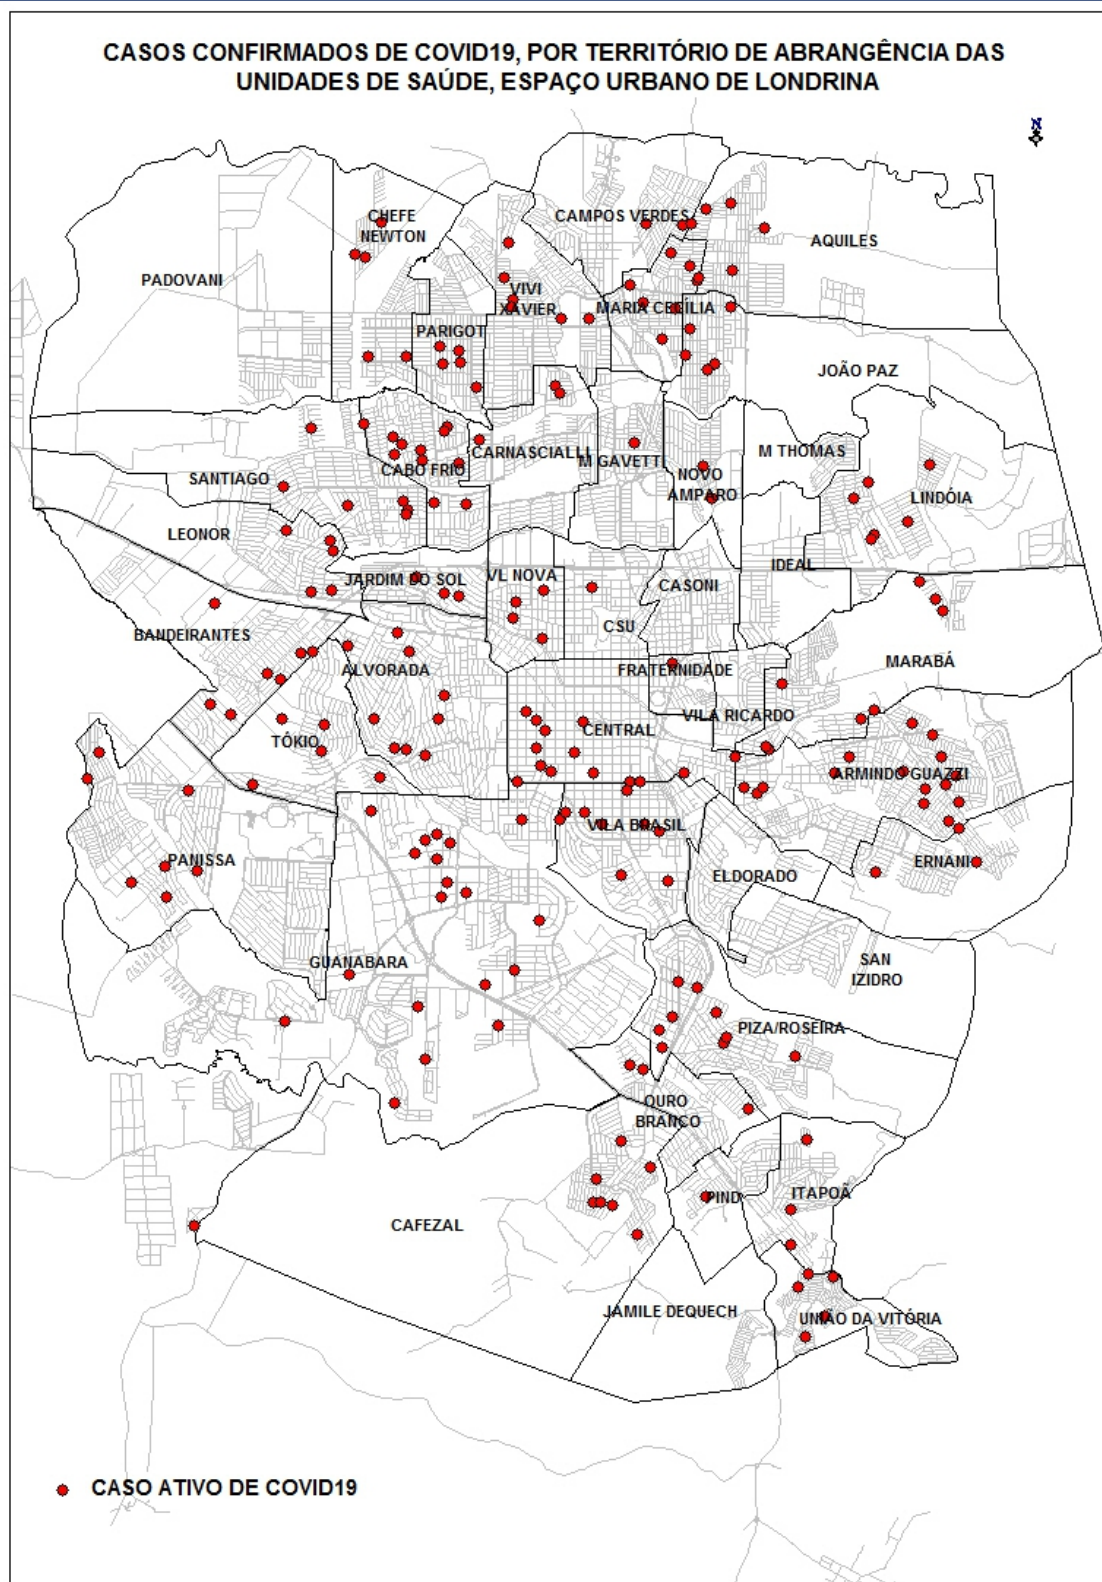 CASOS CONFIRMADOS DE COVID19, POR TERRITÓRIO DE ABRANGÊNCIA DAS
UNIDADES DE SAÚDE, ESPAÇO URBANO DE LONDRINA
N
CHEFE
NEWTON
CAMPOS VERDES
AQUILES
PADOVANI
VIVI
XAVIER
MARIA CECÍLIA
PARIGOT
JOÃO PAZ
CARNASCIALLI
M GAVETTI
M THOMAS
CABO FRIO
SANTIAGO
NOVO
AMPARO
LINDÓIA
LEONOR
IDEAL
JARDIM DO SOL
VL NOVA
CASONI
CSU
BANDEIRANTES
ALVORADA
FRATERNIDADE
MARABÁ
VILA RICARDO
TÔKIO
CENTRAL
ARMINDO GUAZZI
VILA BRASIL
PANISSA
ELDORADO
ERNANI
GUANABARA
SAN
IZIDRO
PIZA/ROSEIRA
OURO
BRANCO
PIND
ITAPOÃ
CAFEZAL
JAMILE DEQUECH
UNIÃO DA VITÓRIA
CASO ATIVO DE COVID19